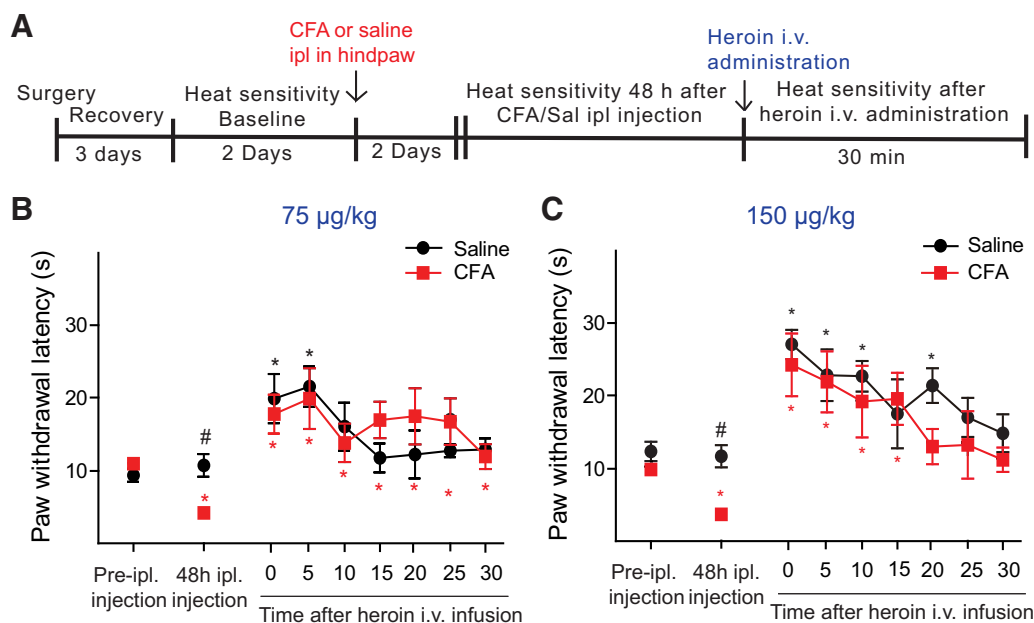 A
CFA or saline
ipl in hindpaw
Heroin i.v.
administration
Surgery
Recovery
Heat sensitivity
Baseline
Heat sensitivity 48 h after
CFA/Sal ipl injection
Heat sensitivity after
heroin i.v. administration
3 days
2 Days
2 Days
30 min
B
75 µg/kg
Saline
CFA
Paw withdrawal latency (s)
30
20
10
* *
#
*
* * * * * * *
Pre-ipl.
injection
48h ipl.
injection
0 5 10 15 20 25 30
Time after heroin i.v. infusion
C
150 µg/kg
Saline
CFA
Paw withdrawal latency (s)
30
20
10
* * * *
#
*
* * * *
Pre-ipl.
injection
48h ipl.
injection
0 5 10 15 20 25 30
Time after heroin i.v. infusion